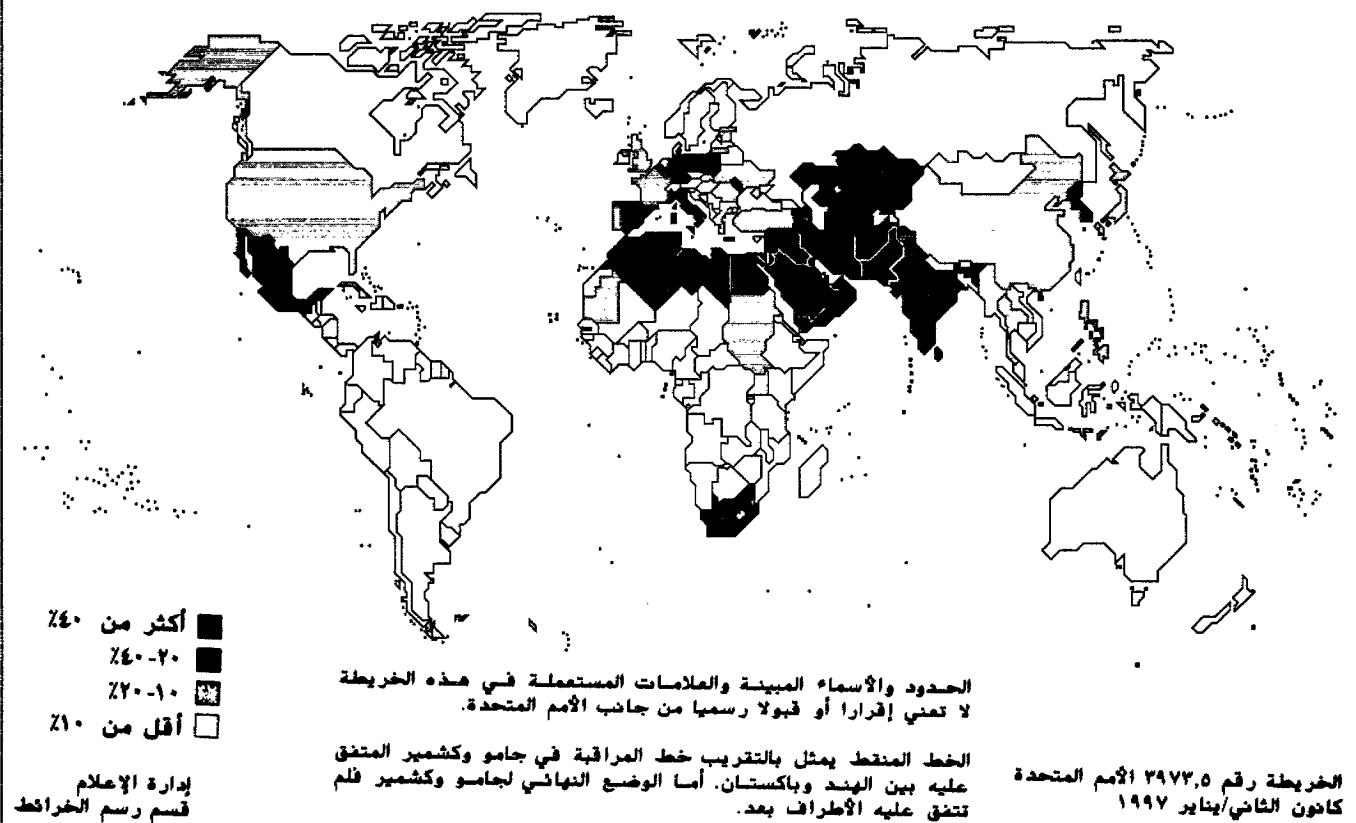 أكثر من ٤٠٪
٢٠-٤٠٪
١٠-٢٠٪
أقل من ١٠٪
إدارة الإعلام
قسم رسم الخرائط
الحدود والأسماء المبينة والعلامات المستعملة في هذه الخريطة
لا تعني إقرارا أو قبولا رسميا من جانب الأمم المتحدة.
الخط المنقط يمثل بالتقريب خط المراقبة في جامو وكشمير المتفق
عليه بين الهند وباكستان. أما الوضع النهائي لجامو وكشمير فلم
تتفق عليه الأطراف بعد.
الخريطة رقم ٣٩٧٣,٥ الأمم المتحدة
كانون الثاني/يناير ١٩٩٧